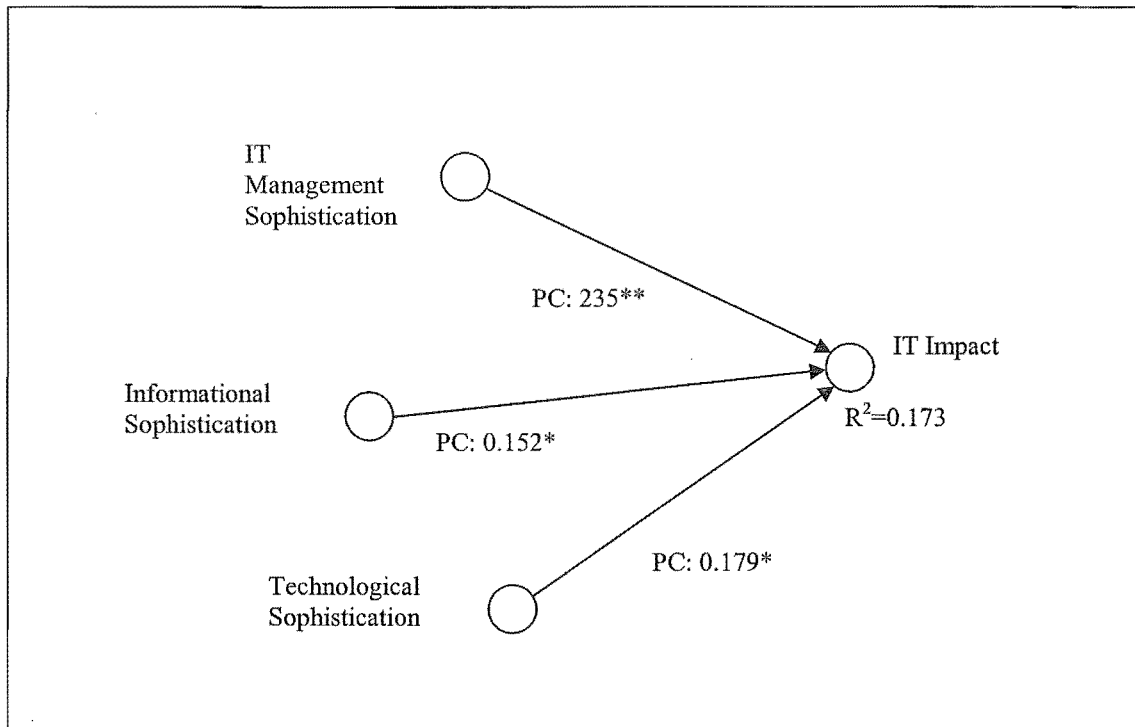 IT
Management
Sophistication
PC: 235**
IT Impact
Informational
Sophistication
PC: 0.152*
R²=0.173
PC: 0.179*
Technological
Sophistication